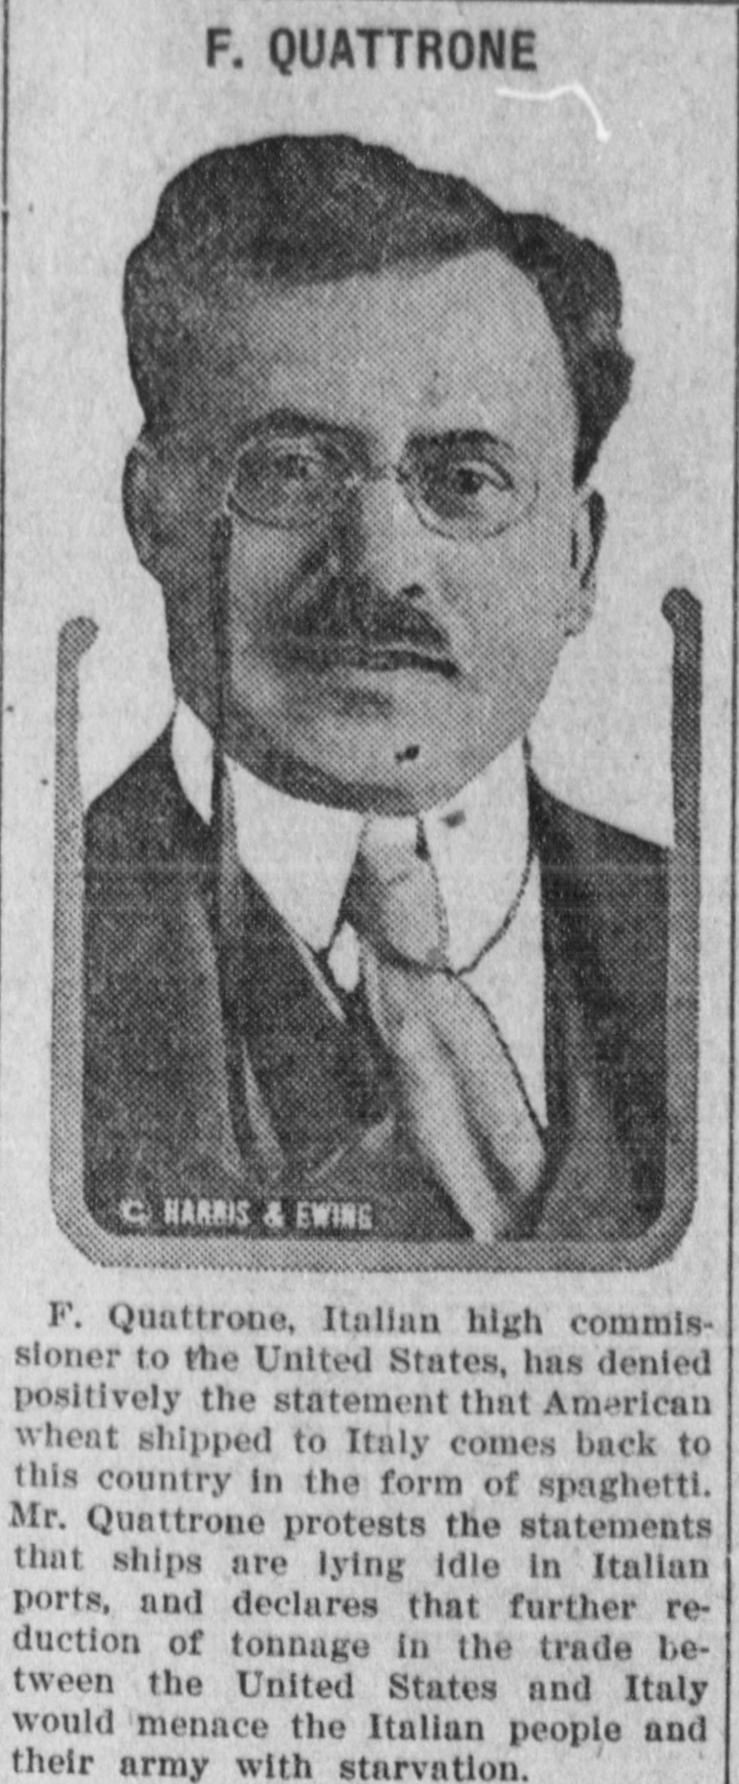 F. QUATTRONE
© HARRIS & EWING
F. Quattrone, Italian high commis-
sioner to the United States, has denied
positively the statement that American
wheat shipped to Italy comes back to
this country in the form of spaghetti.
Mr. Quattrone protests the statements
that ships are lying idle in Italian
ports, and declares that further re-
duction of tonnage in the trade be-
tween the United States and Italy
would menace the Italian people and
their army with starvation.